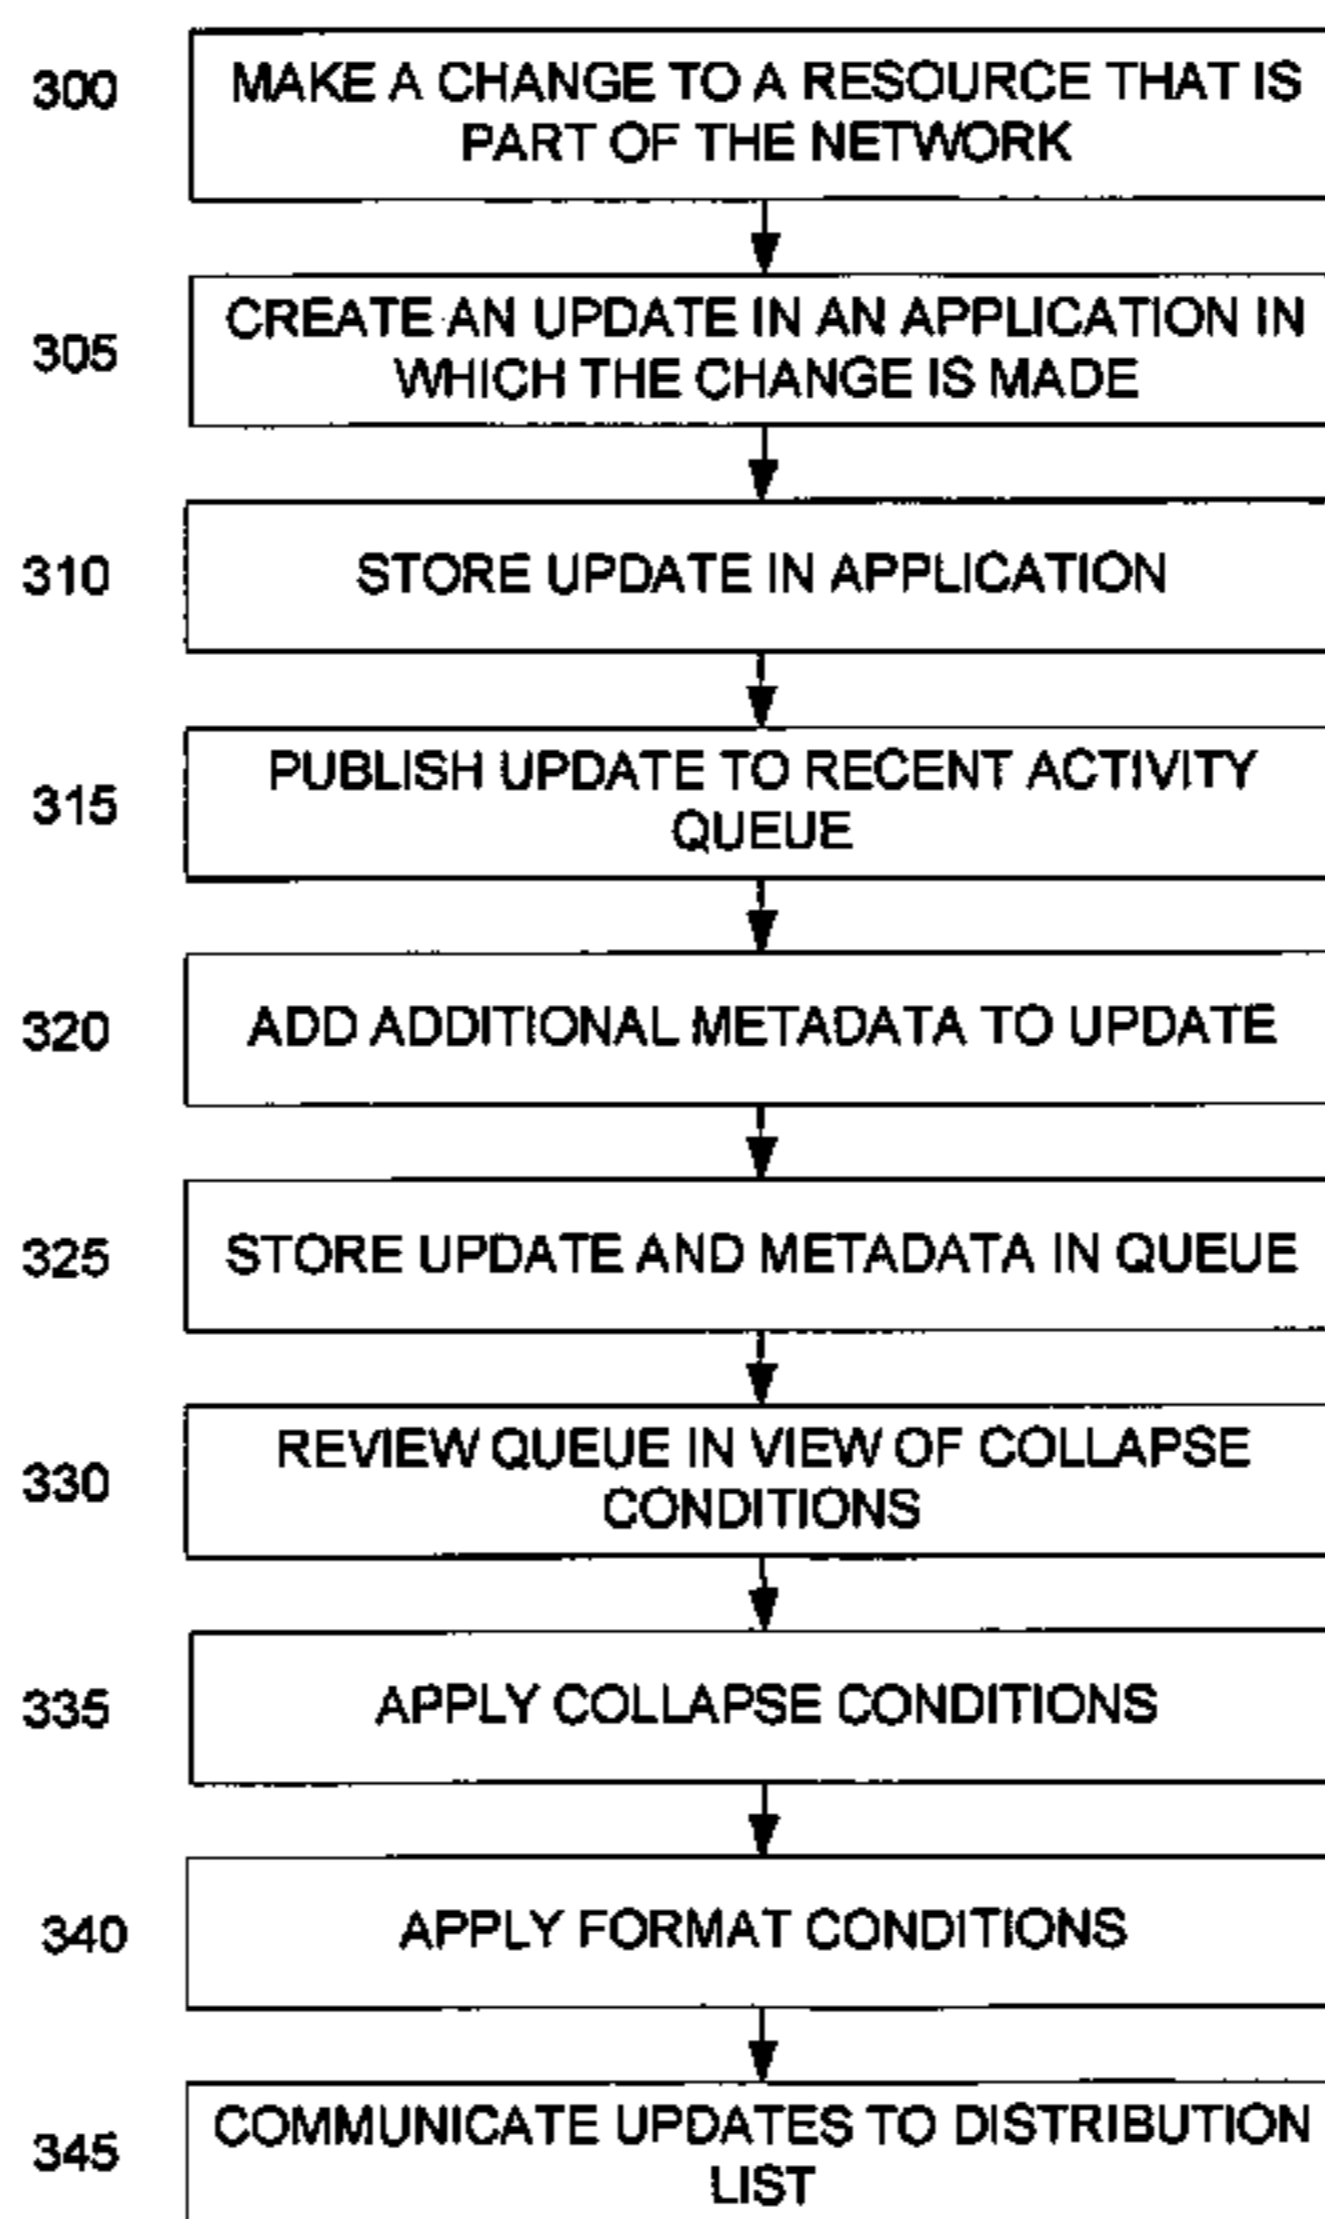 300
MAKE A CHANGE TO A RESOURCE THAT IS
PART OF THE NETWORK
305
CREATE AN UPDATE IN AN APPLICATION IN
WHICH THE CHANGE IS MADE
310
STORE UPDATE IN APPLICATION
315
PUBLISH UPDATE TO RECENT ACTIVITY
QUEUE
320
ADD ADDITIONAL METADATA TO UPDATE
325
STORE UPDATE AND METADATA IN QUEUE
330
REVIEW QUEUE IN VIEW OF COLLAPSE
CONDITIONS
335
APPLY COLLAPSE CONDITIONS
340
APPLY FORMAT CONDITIONS
345
COMMUNICATE UPDATES TO DISTRIBUTION
LIST